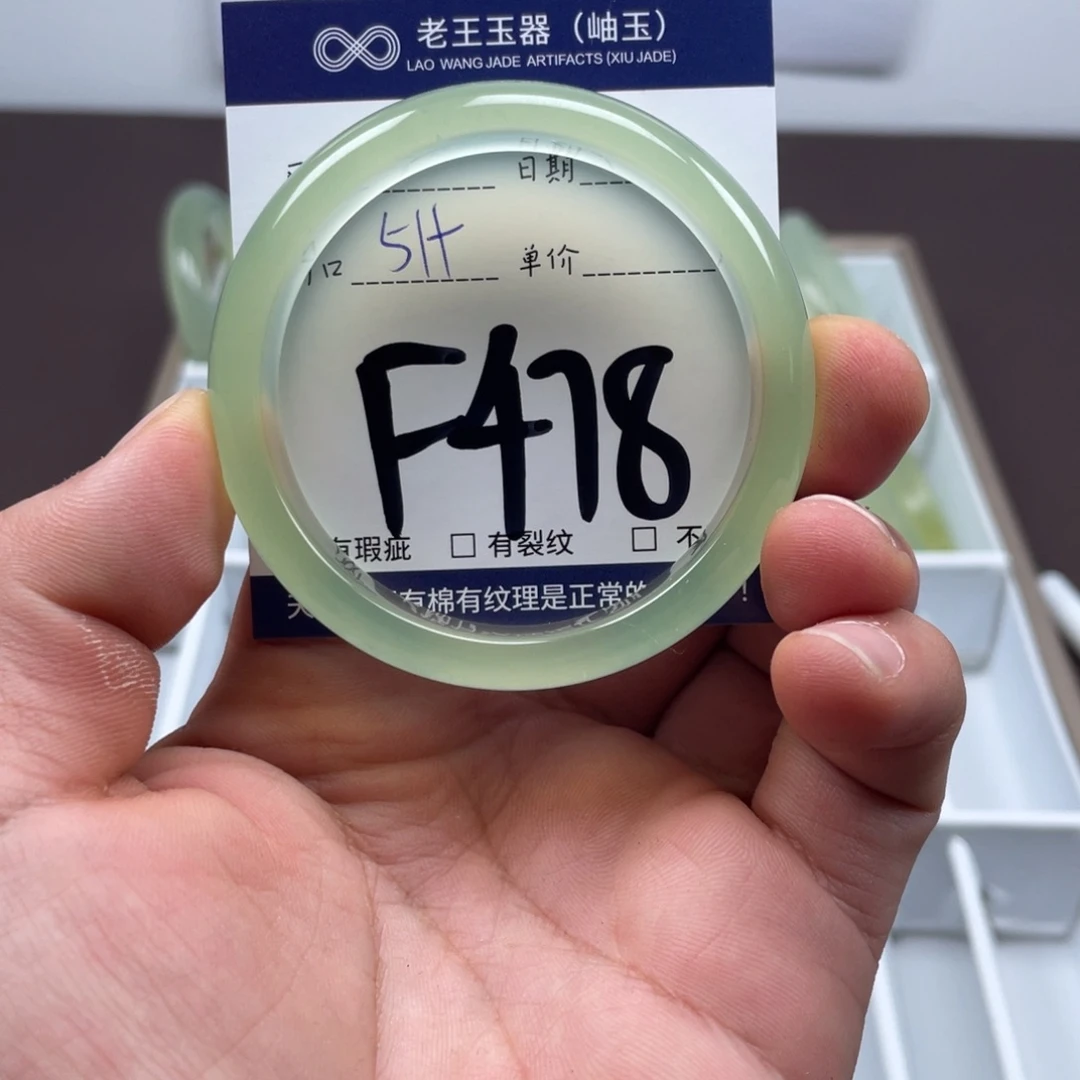 老王玉器（岫玉）
LAO WANG JADE ARTIFACTS (XIU JADE)
日期
口 5H 单价
F478
有瑕疵 □ 有裂纹 □ 不
有棉有纹理是正常的 !